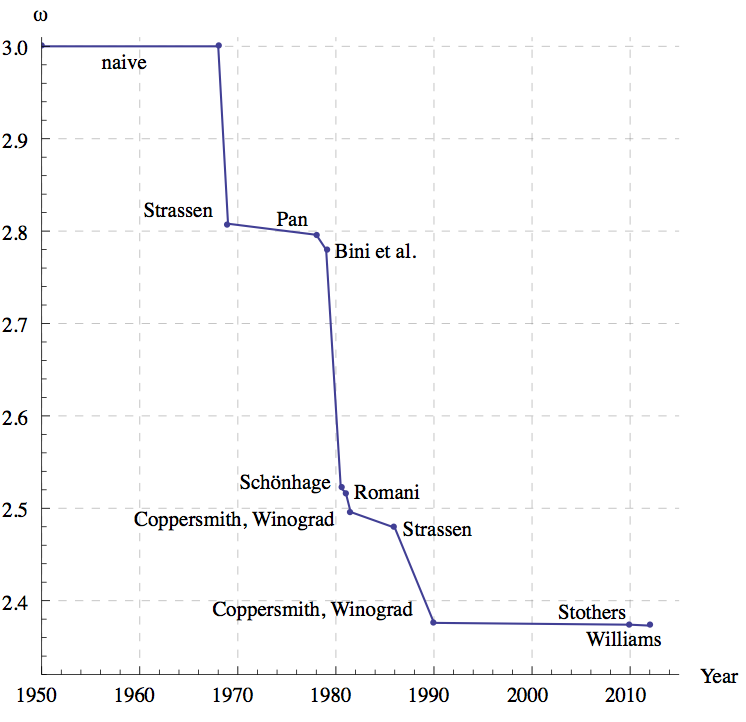 ω
3.0
naive
2.9
Strassen
Pan
2.8
Bini et al.
2.7
2.6
Schönhage
Romani
2.5
Coppersmith, Winograd
Strassen
2.4
Coppersmith, Winograd
Stothers
Williams
Year
1950 1960 1970 1980 1990 2000 2010